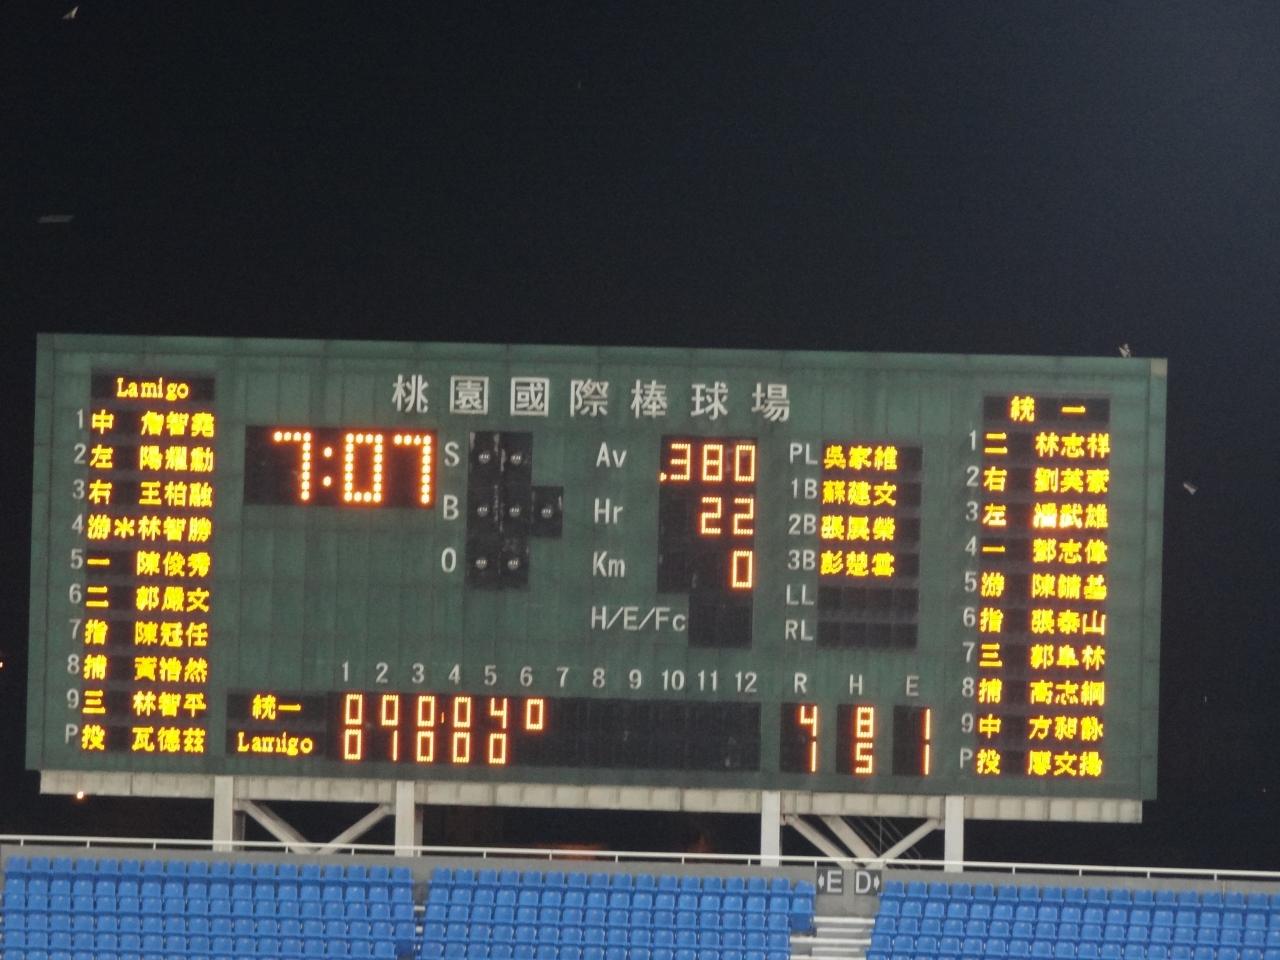 桃園國際棒球場
Lamigo
1 中 詹智堯
2 左 陽耀勳
3 右 王柏融
4 游 林智勝
5 一 陳俊秀
6 二 郭嚴文
7 指 陳冠任
8 捕 黃浩然
9 三 林智平
P 投 瓦德茲
7:07
S
B
O
Av .380
Hr 22
Km 0
H/E/Fc
PL 吳家維
1B 蘇建文
2B 張展榮
3B 彭楚雲
LL
RL
統一
1 二 林志祥
2 右 劉芙豪
3 左 潘武雄
4 一 鄧志偉
5 游 陳鏞基
6 指 張泰山
7 三 郭阜林
8 捕 高志綱
9 中 方昶詠
P 投 廖文揚
1 2 3 4 5 6 7 8 9 10 11 12 R H E
統一 0 0 0 0 4 0 4 8 1
Lamigo 0 1 0 0 0 1 5 1
E D